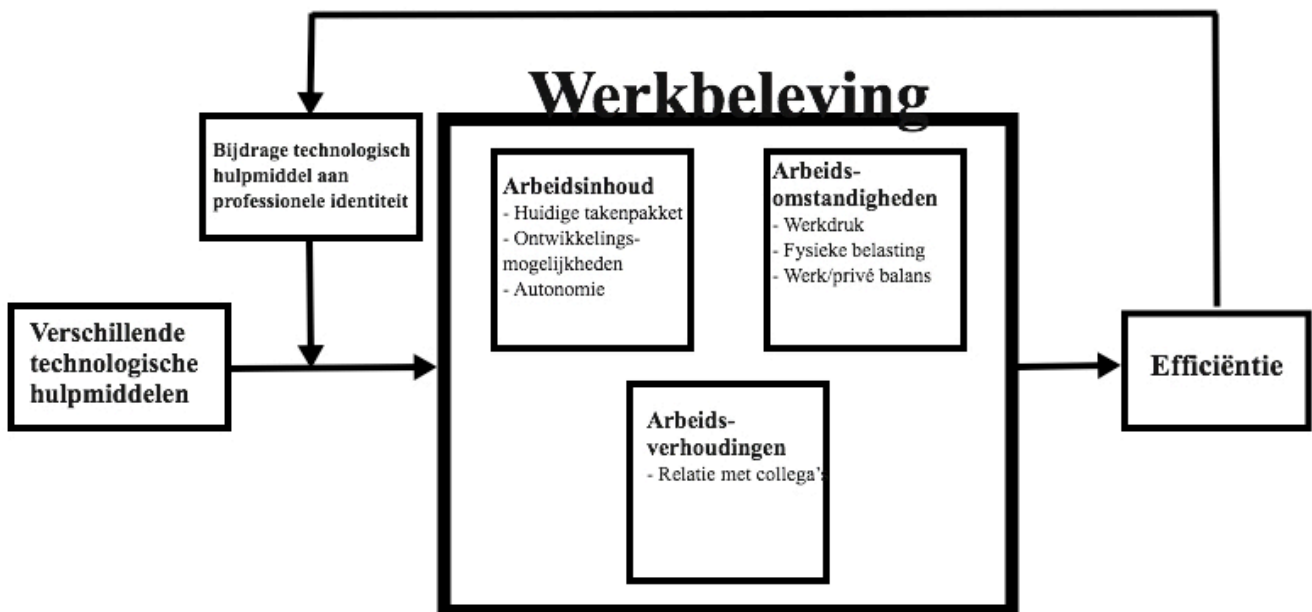 Werkbeleving
Bijdrage technologisch
hulpmiddel aan
professionele identiteit
Verschillende
technologische
hulpmiddelen
Arbeidsinhoud
- Huidige takenpakket
- Ontwikkelings-
mogelijkheden
- Autonomie
Arbeids-
omstandigheden
- Werkdruk
- Fysieke belasting
- Werk/privé balans
Arbeids-
verhoudingen
- Relatie met collega's
Efficiëntie